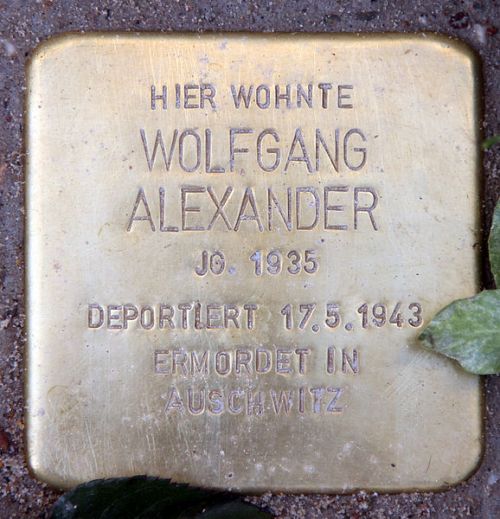 HIER WOHNTE
WOLFGANG
ALEXANDER
JG. 1935
DEPORTIERT 17.5.1943
ERMORDET IN
AUSCHWITZ